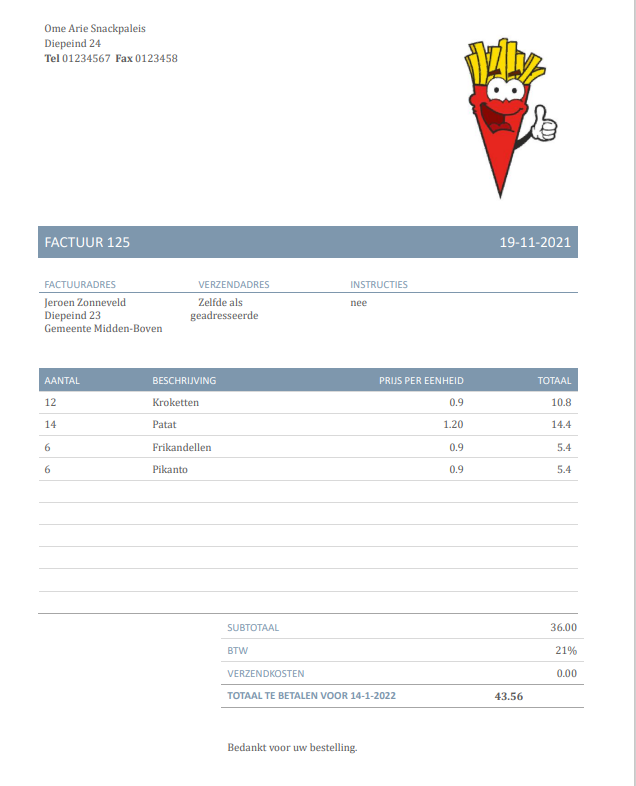 Ome Arie Snackpaleis
Diepeind 24
Tel 01234567 Fax 0123458
FACTUUR 125 19-11-2021
FACTUURADRES VERZENDADRES INSTRUCTIES
Jeroen Zonneveld Zelfde als nee
Diepeind 23 geadresseerde
Gemeente Midden-Boven
AANTAL BESCHRIJVING PRIJS PER EENHEID TOTAAL
12 Kroketten 0.9 10.8
14 Patat 1.20 14.4
6 Frikandellen 0.9 5.4
6 Pikanto 0.9 5.4
SUBTOTAAL 36.00
BTW 21%
VERZENDKOSTEN 0.00
TOTAAL TE BETALEN VOOR 14-1-2022 43.56
Bedankt voor uw bestelling.